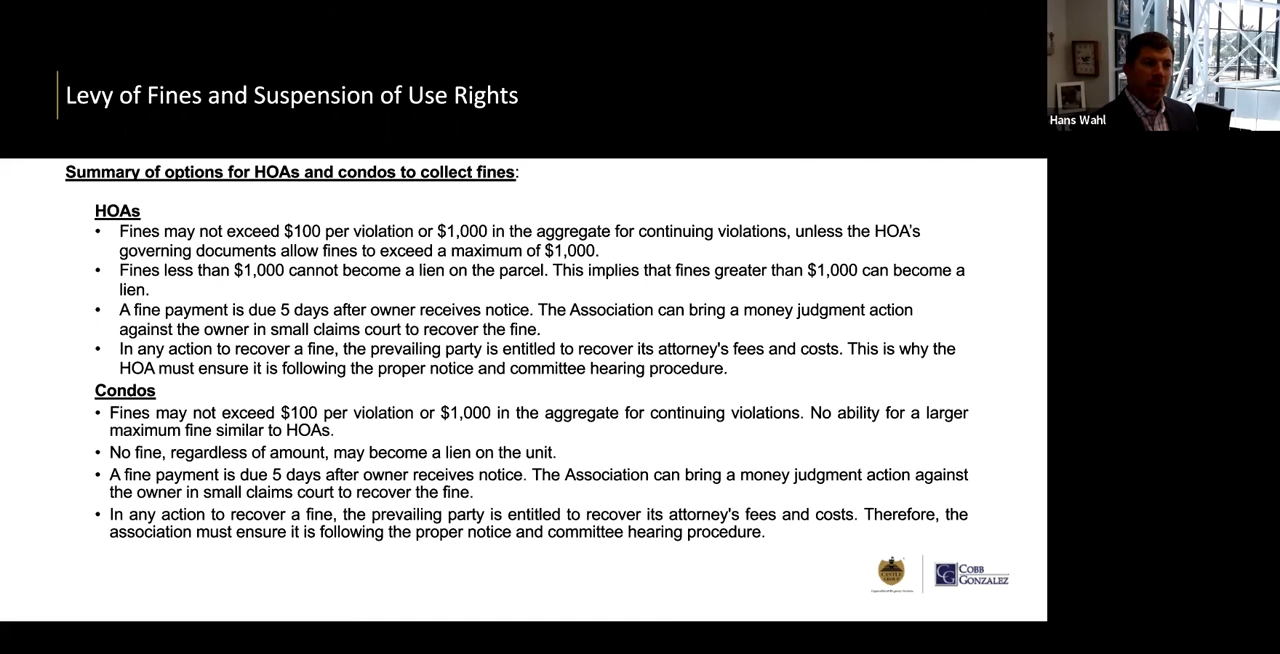 Levy of Fines and Suspension of Use Rights
Hans Wahl
Summary of options for HOAs and condos to collect fines:
HOAs
• Fines may not exceed $100 per violation or $1,000 in the aggregate for continuing violations, unless the HOA's
governing documents allow fines to exceed a maximum of $1,000.
• Fines less than $1,000 cannot become a lien on the parcel. This implies that fines greater than $1,000 can become a
lien.
• A fine payment is due 5 days after owner receives notice. The Association can bring a money judgment action
against the owner in small claims court to recover the fine.
• In any action to recover a fine, the prevailing party is entitled to recover its attorney's fees and costs. This is why the
HOA must ensure it is following the proper notice and committee hearing procedure.
Condos
• Fines may not exceed $100 per violation or $1,000 in the aggregate for continuing violations. No ability for a larger
maximum fine similar to HOAs.
• No fine, regardless of amount, may become a lien on the unit.
• A fine payment is due 5 days after owner receives notice. The Association can bring a money judgment action against
the owner in small claims court to recover the fine.
• In any action to recover a fine, the prevailing party is entitled to recover its attorney's fees and costs. Therefore, the
association must ensure it is following the proper notice and committee hearing procedure.
CASTLE
GROUP
CG
COBB
GONZALEZ